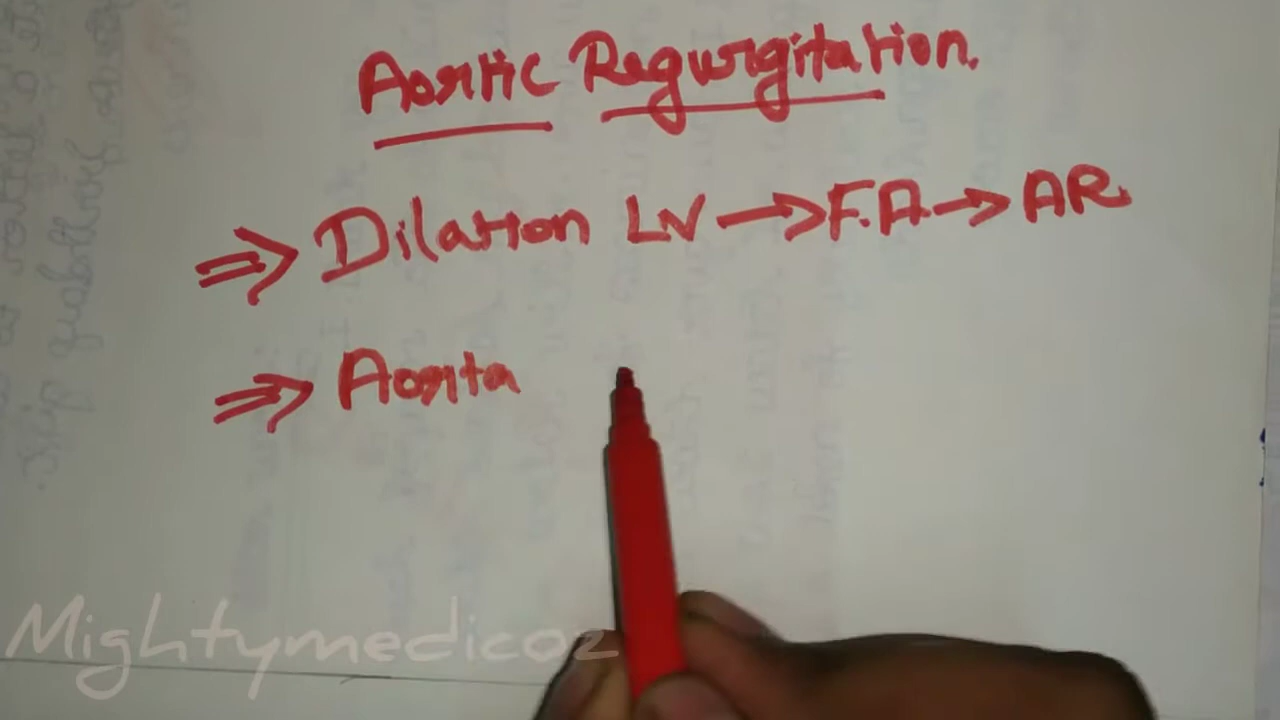 Aortic Regurgitation.
⇒ Dilation LV → F.A → AR
⇒ Aorta
Mightymedicoz